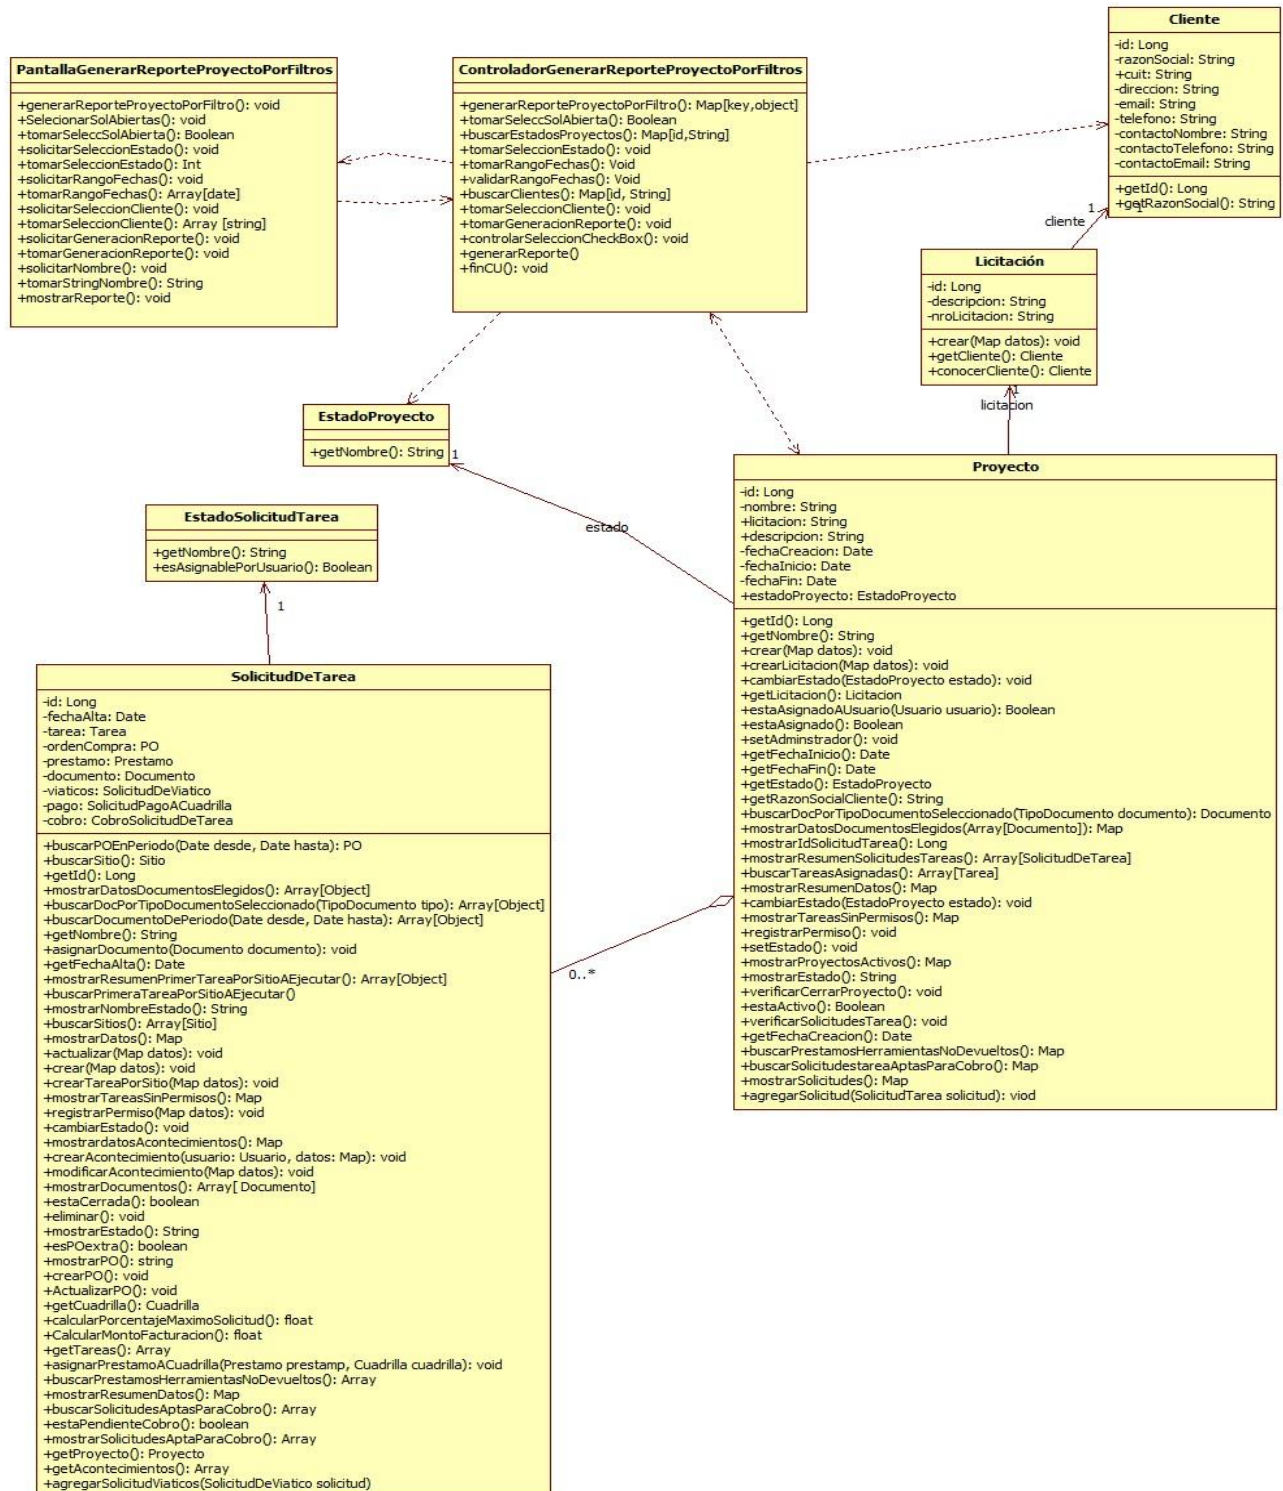 Cliente
-id: Long
-razonSocial: String
+cuit: String
-direccion: String
-email: String
-telefono: String
-contactoNombre: String
-contactoTelefono: String
-contactoEmail: String
+getId(): Long
+getRazonSocial(): String
PantallaGenerarReporteProyectoPorFiltros
+generarReporteProyectoPorFiltro(): void
+SelecionarSolAbiertas(): void
+tomarSeleccSolAbierta(): Boolean
+solicitarSeleccionEstado(): void
+tomarSeleccionEstado(): Int
+solicitarRangoFechas(): void
+tomarRangoFechas(): Array[date]
+solicitarSeleccionCliente(): void
+tomarSeleccionCliente(): Array [string]
+solicitarGeneracionReporte(): void
+tomarGeneracionReporte(): void
+solicitarNombre(): void
+tomarStringNombre(): String
+mostrarReporte(): void
ControladorGenerarReporteProyectoPorFiltros
+generarReporteProyectoPorFiltro(): Map[key,object]
+tomarSeleccSolAbierta(): Boolean
+buscarEstadosProyectos(): Map[id,String]
+tomarSeleccionEstado(): void
+tomarRangoFechas(): Void
+validarRangoFechas(): Void
+buscarClientes(): Map[id, String]
+tomarSeleccionCliente(): void
+tomarGeneracionReporte(): void
+controlarSeleccionCheckBox(): void
+generarReporte()
+finCU(): void
1
1
cliente
Licitación
-id: Long
-descripcion: String
-nroLicitacion: String
+crear(Map datos): void
+getCliente(): Cliente
+conocerCliente(): Cliente
1
licitacion
EstadoProyecto
+getNombre(): String
1
estado
Proyecto
-id: Long
-nombre: String
+licitacion: String
+descripcion: String
-fechaCreacion: Date
-fechaInicio: Date
-fechaFin: Date
+estadoProyecto: EstadoProyecto
+getId(): Long
+getNombre(): String
+crear(Map datos): void
+crearLicitacion(Map datos): void
+cambiarEstado(EstadoProyecto estado): void
+getLicitacion(): Licitacion
+estaAsignadoAUsuario(Usuario usuario): Boolean
+estaAsignado(): Boolean
+setAdminstrador(): void
+getFechaInicio(): Date
+getFechaFin(): Date
+getEstado(): EstadoProyecto
+getRazonSocialCliente(): String
+buscarDocPorTipoDocumentoSeleccionado(TipoDocumento documento): Documento
+mostrarDatosDocumentosElegidos(Array[Documento]): Map
+mostrarIdSolicitudTarea(): Long
+mostrarResumenSolicitudesTareas(): Array[SolicitudDeTarea]
+buscarTareasAsignadas(): Array[Tarea]
+mostrarResumenDatos(): Map
+cambiarEstado(EstadoProyecto estado): void
+mostrarTareasSinPermisos(): Map
+registrarPermiso(): void
+setEstado(): void
+mostrarProyectosActivos(): Map
+mostrarEstado(): String
+verificarCerrarProyecto(): void
+estaActivo(): Boolean
+verificarSolicitudesTarea(): void
+getFechaCreacion(): Date
+buscarPrestamosHerramientasNoDevueltos(): Map
+buscarSolicitudestareaAptasParaCobro(): Map
+mostrarSolicitudes(): Map
+agregarSolicitud(SolicitudTarea solicitud): viod
EstadoSolicitudTarea
+getNombre(): String
+esAsignablePorUsuario(): Boolean
1
0..*
SolicitudDeTarea
-id: Long
-fechaAlta: Date
-tarea: Tarea
-ordenCompra: PO
-prestamo: Prestamo
-documento: Documento
-viaticos: SolicitudDeViatico
-pago: SolicitudPagoACuadrilla
-cobro: CobroSolicitudDeTarea
+buscarPOEnPeriodo(Date desde, Date hasta): PO
+buscarSitio(): Sitio
+getId(): Long
+mostrarDatosDocumentosElegidos(): Array[Object]
+buscarDocPorTipoDocumentoSeleccionado(TipoDocumento tipo): Array[Object]
+buscarDocumentoDePeriodo(Date desde, Date hasta): Array[Object]
+getNombre(): String
+asignarDocumento(Documento documento): void
+getFechaAlta(): Date
+mostrarResumenPrimerTareaPorSitioAEjecutar(): Array[Object]
+buscarPrimeraTareaPorSitioAEjecutar()
+mostrarNombreEstado(): String
+buscarSitios(): Array[Sitio]
+mostrarDatos(): Map
+actualizar(Map datos): void
+crear(Map datos): void
+crearTareaPorSitio(Map datos): void
+mostrarTareasSinPermisos(): Map
+registrarPermiso(Map datos): void
+cambiarEstado(): void
+mostrardatosAcontecimientos(): Map
+crearAcontecimiento(usuario: Usuario, datos: Map): void
+modificarAcontecimiento(Map datos): void
+mostrarDocumentos(): Array[ Documento]
+estaCerrada(): boolean
+eliminar(): void
+mostrarEstado(): String
+esPOextra(): boolean
+mostrarPO(): string
+crearPO(): void
+ActualizarPO(): void
+getCuadrilla(): Cuadrilla
+calcularPorcentajeMaximoSolicitud(): float
+CalcularMontoFacturacion(): float
+getTareas(): Array
+asignarPrestamoACuadrilla(Prestamo prestamp, Cuadrilla cuadrilla): void
+buscarPrestamosHerramientasNoDevueltos(): Array
+mostrarResumenDatos(): Map
+buscarSolicitudesAptasParaCobro(): Array
+estaPendienteCobro(): boolean
+mostrarSolicitudesAptaParaCobro(): Array
+getProyecto(): Proyecto
+getAcontecimientos(): Array
+agregarSolicitudViaticos(SolicitudDeViatico solicitud)